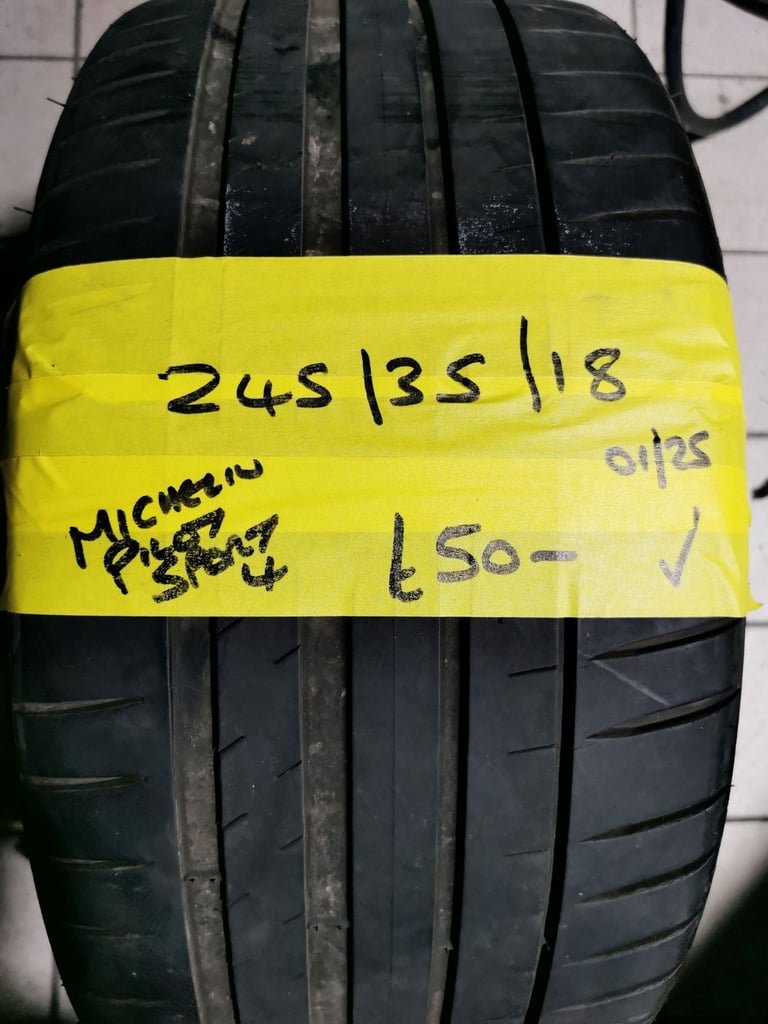 245/35/18
01/25
MICHELIN
PILOT
SPORT
4
£50-
✓